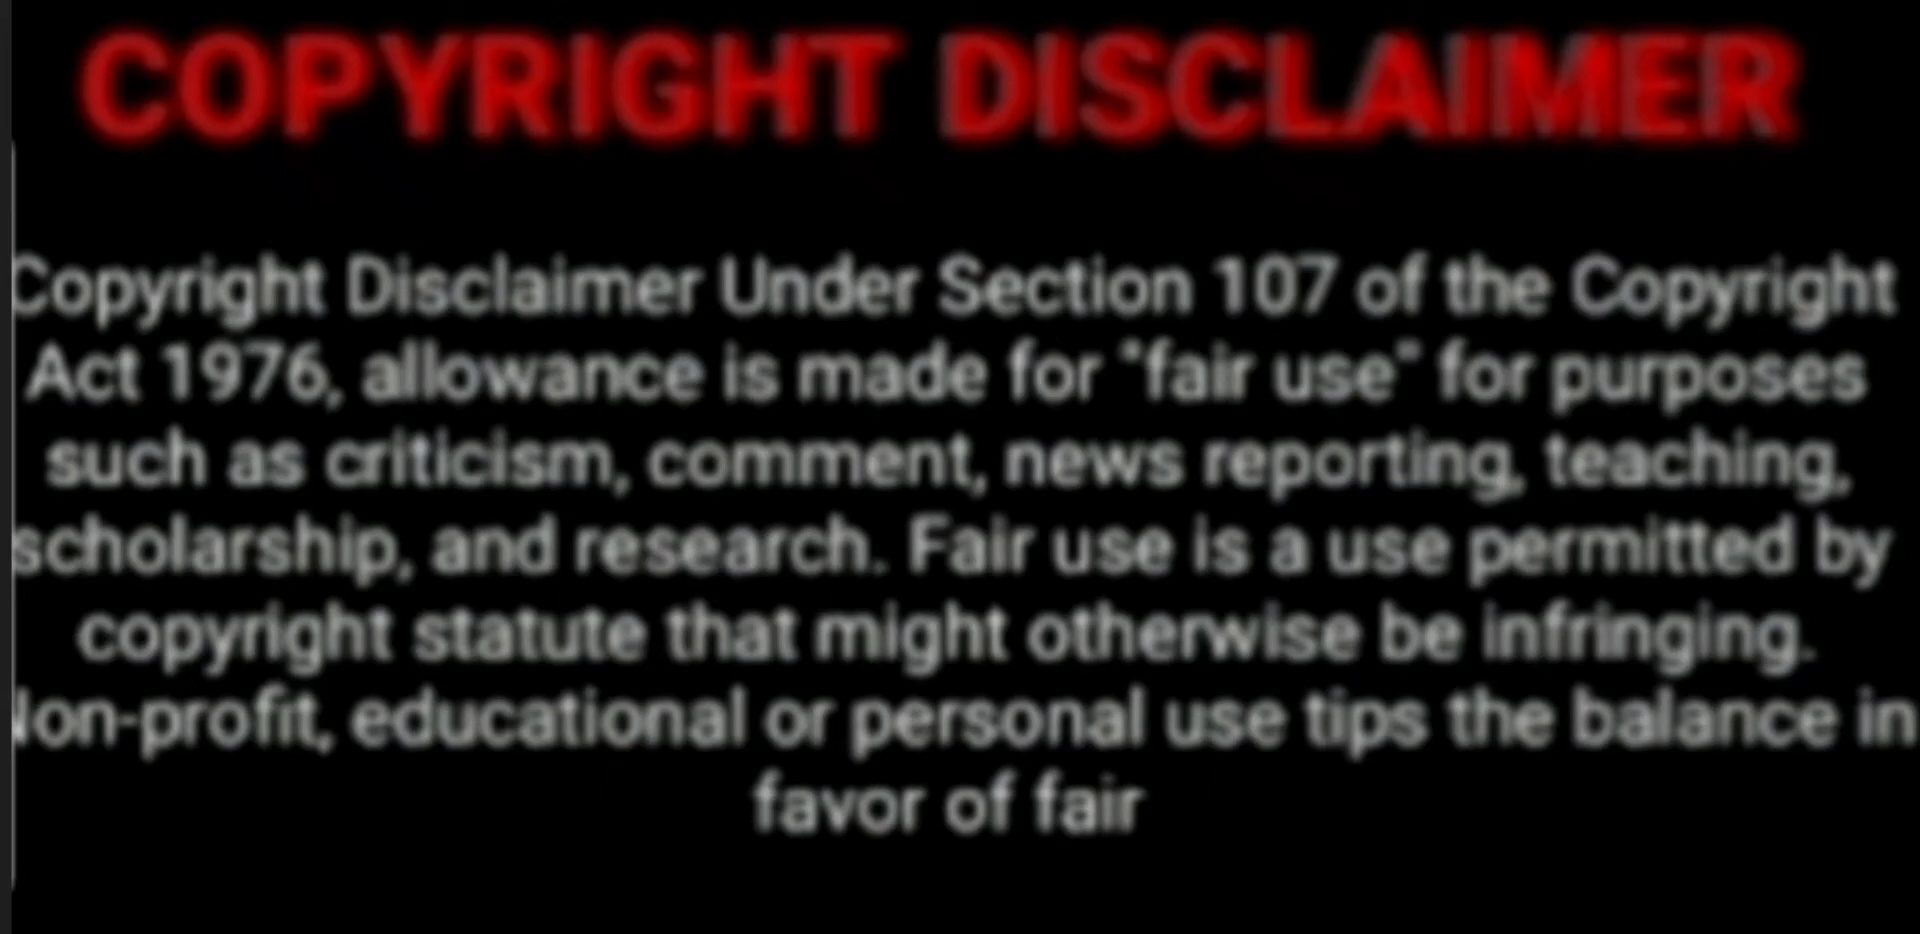 COPYRIGHT DISCLAIMER
Copyright Disclaimer Under Section 107 of the Copyright
Act 1976, allowance is made for "fair use" for purposes
such as criticism, comment, news reporting, teaching,
scholarship, and research. Fair use is a use permitted by
copyright statute that might otherwise be infringing.
Non-profit, educational or personal use tips the balance in
favor of fair